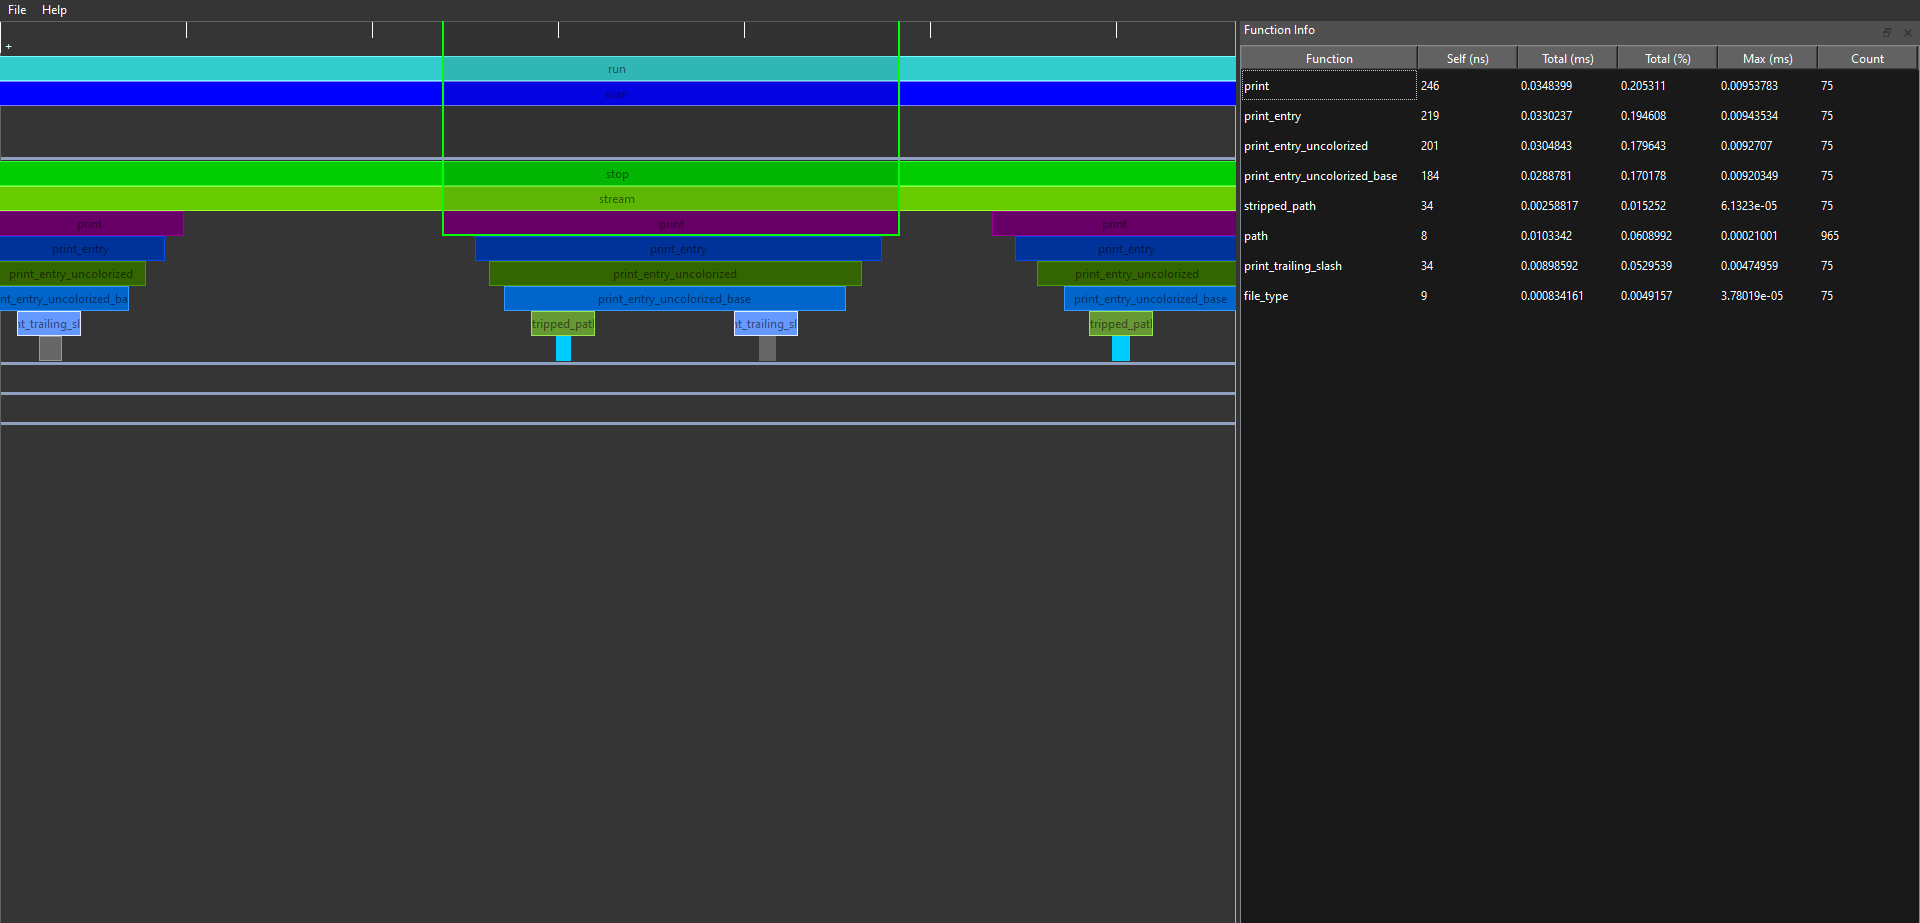 File Help
+
run
scan
stop
stream
print print print
print_entry print_entry print_entry
print_entry_uncolorized print_entry_uncolorized print_entry_uncolorized
nt_entry_uncolorized_ba print_entry_uncolorized_base print_entry_uncolorized_base
nt_trailing_sl tripped_path nt_trailing_sl tripped_path
Function Info
Function Self (ns) Total (ms) Total (%) Max (ms) Count
print 246 0.0348399 0.205311 0.00953783 75
print_entry 219 0.0330237 0.194608 0.00943534 75
print_entry_uncolorized 201 0.0304843 0.179643 0.0092707 75
print_entry_uncolorized_base 184 0.0288781 0.170178 0.00920349 75
stripped_path 34 0.00258817 0.015252 6.1323e-05 75
path 8 0.0103342 0.0608992 0.00021001 965
print_trailing_slash 34 0.00898592 0.0529539 0.00474959 75
file_type 9 0.000834161 0.0049157 3.78019e-05 75